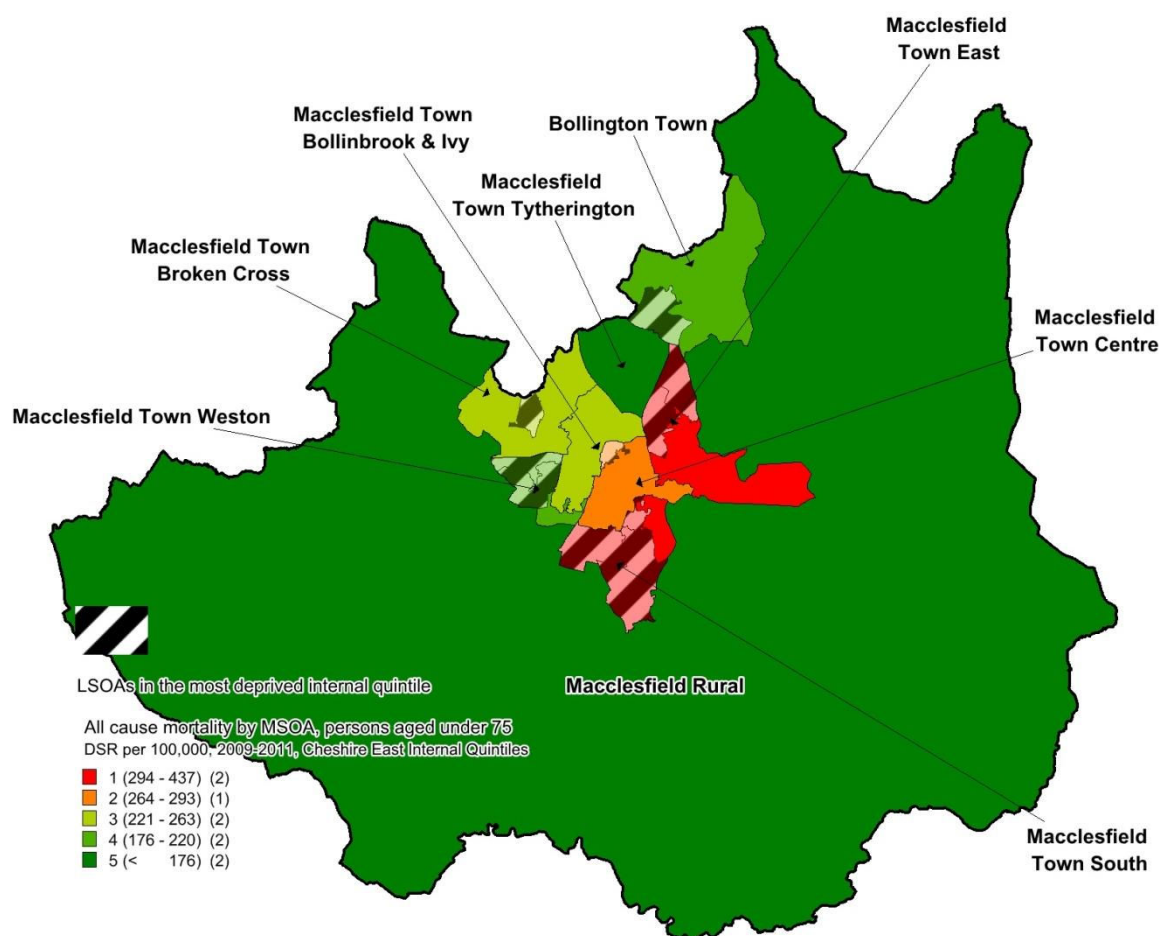 Macclesfield
Town East
Macclesfield Town
Bollinbrook & Ivy
Bollington Town
Macclesfield
Town Tytherington
Macclesfield Town
Broken Cross
Macclesfield
Town Centre
Macclesfield Town Weston
LSOAs in the most deprived internal quintile
Macclesfield Rural
All cause mortality by MSOA, persons aged under 75
DSR per 100,000, 2009-2011, Cheshire East Internal Quintiles
1 (294 - 437) (2)
2 (264 - 293) (1)
3 (221 - 263) (2)
4 (176 - 220) (2)
5 (< 176) (2)
Macclesfield
Town South